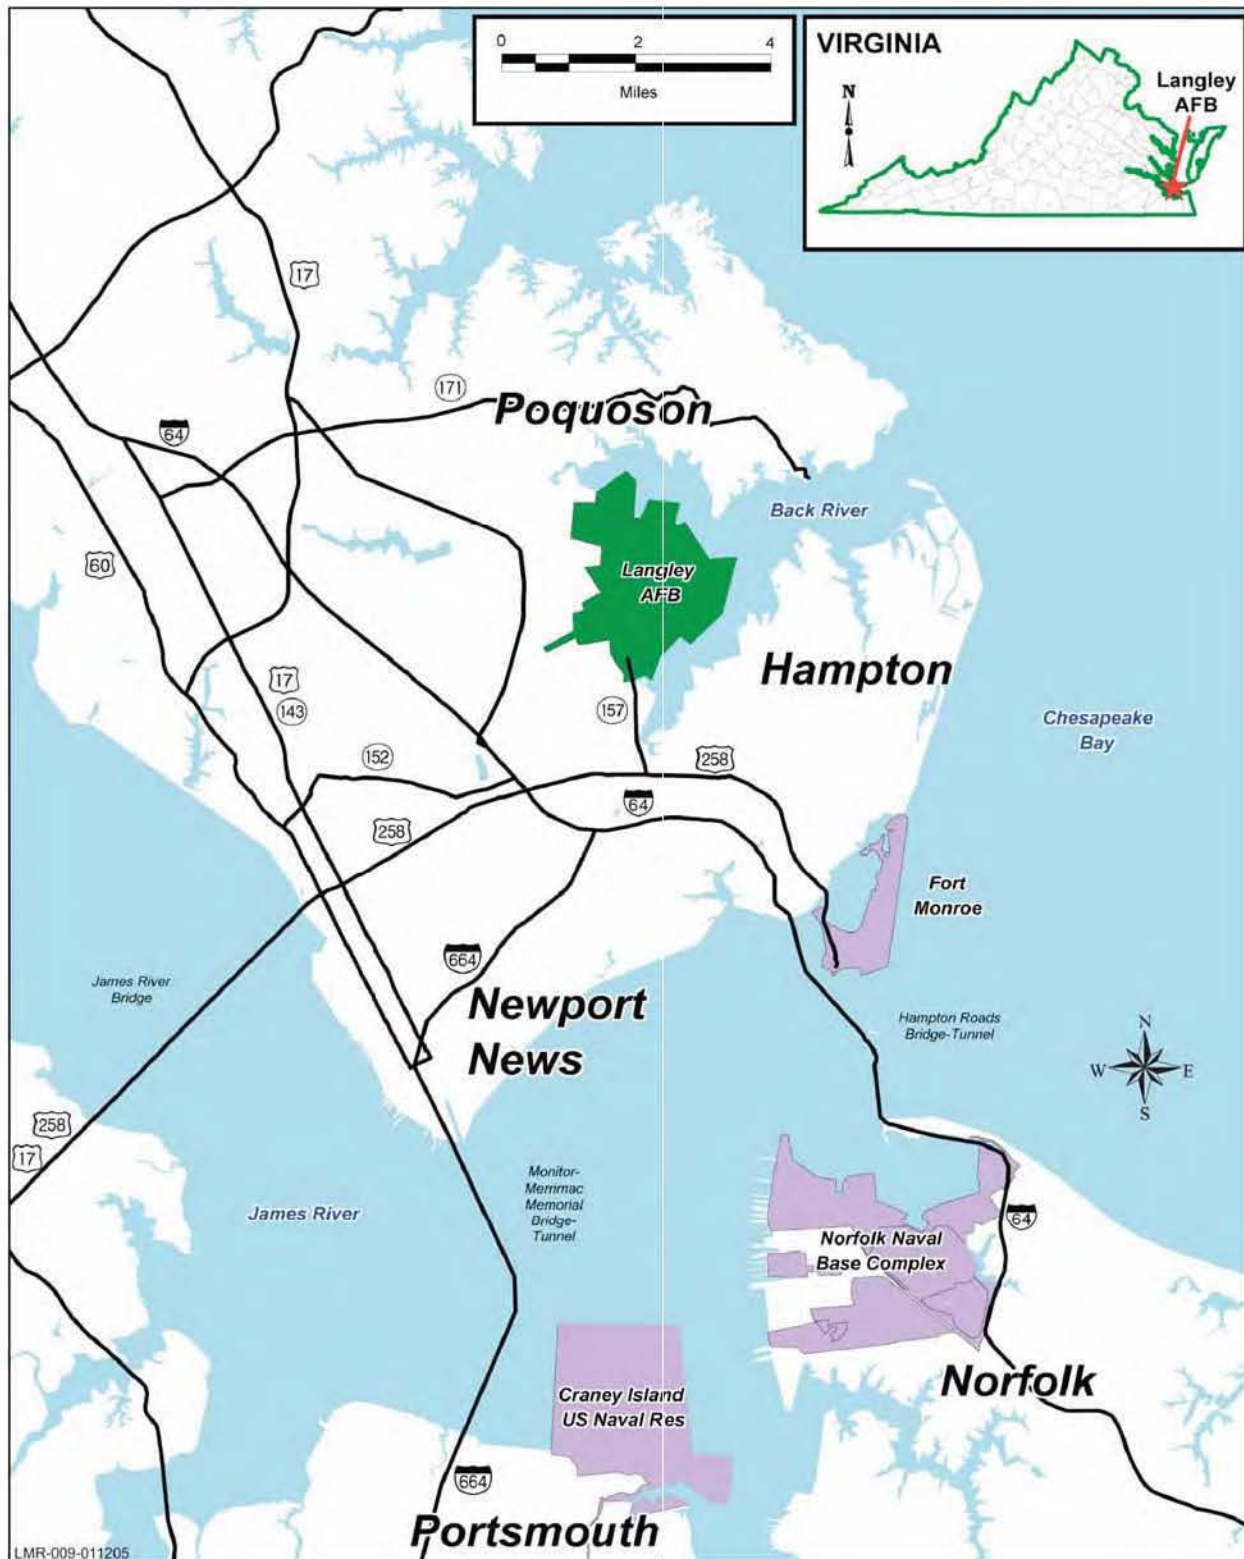 0 2 4
Miles
VIRGINIA
N
Langley
AFB
17
171
64
Poquoson
Back River
60
Langley
AFB
Hampton
17
143
157
Chesapeake
Bay
152
258
64
258
Fort
Monroe
664
James River
Bridge
Newport
News
Hampton Roads
Bridge-Tunnel
N
W E
S
258
17
Monitor-
Merrimac
Memorial
Bridge-
Tunnel
James River
64
Norfolk Naval
Base Complex
Norfolk
Craney Island
US Naval Res
664
Portsmouth
LMR-009-011205